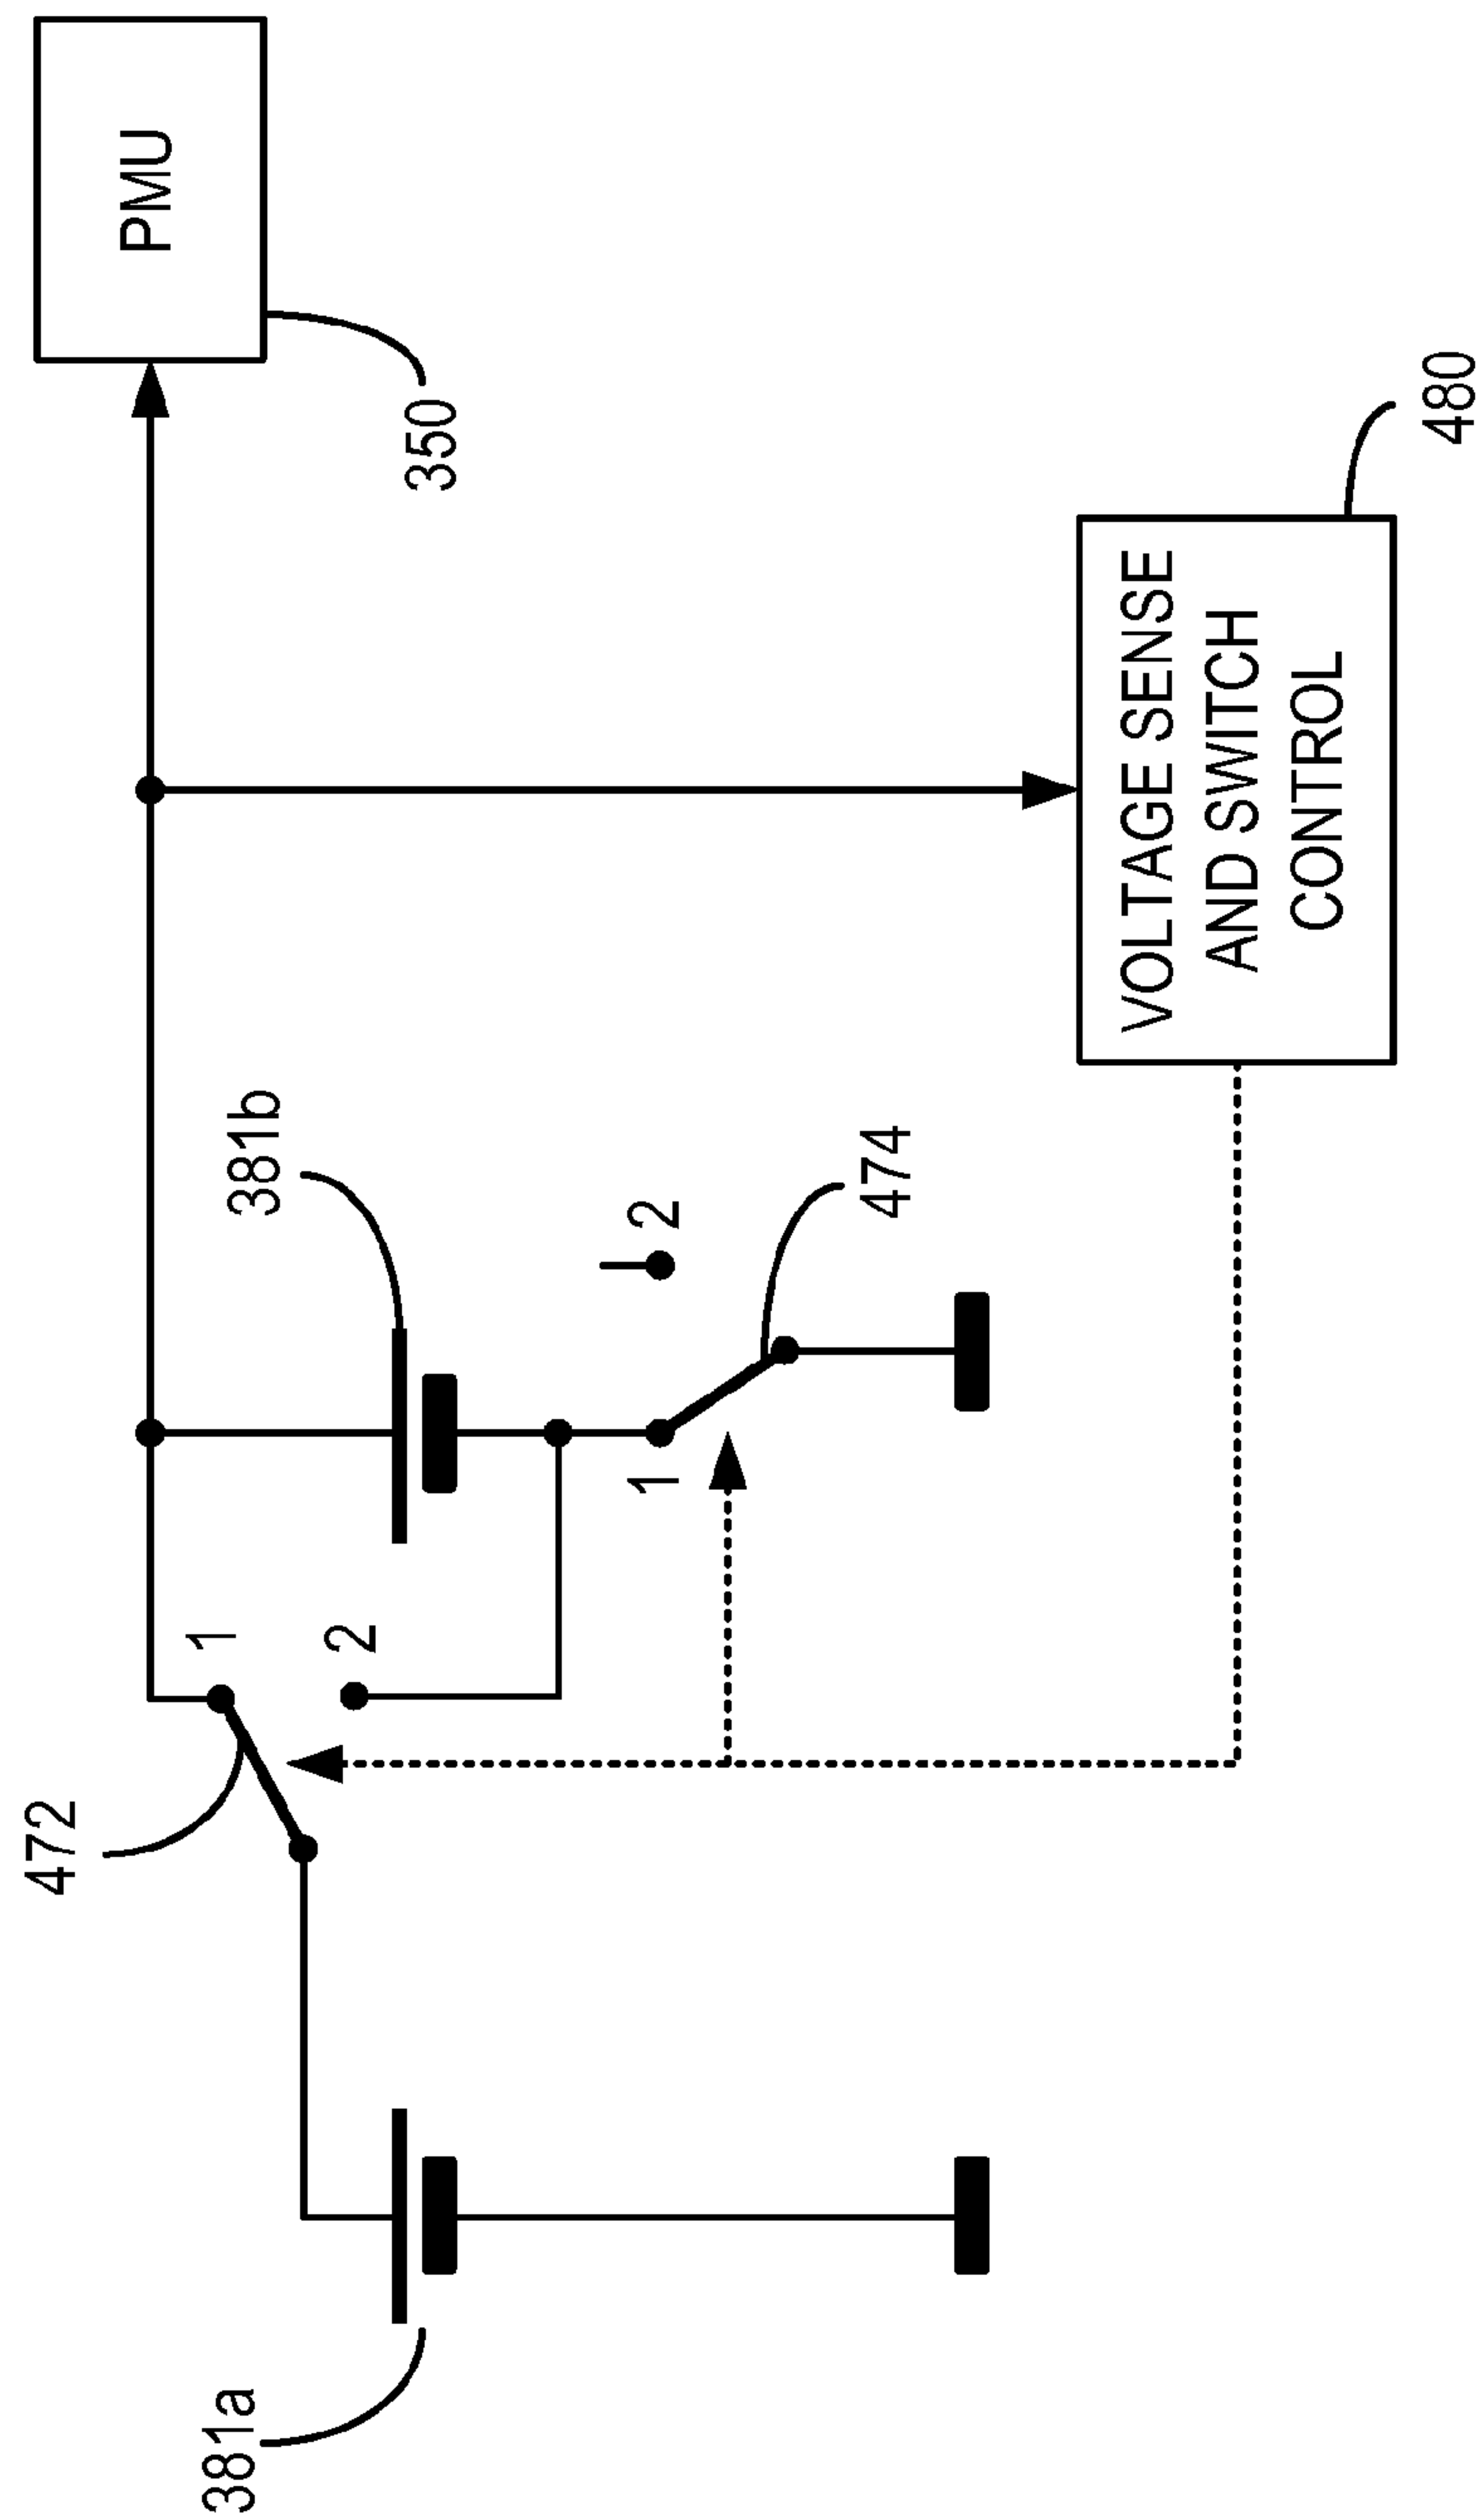 381a
472
1
2
381b
1
2
474
PMU
350
VOLTAGE SENSE
AND SWITCH
CONTROL
480